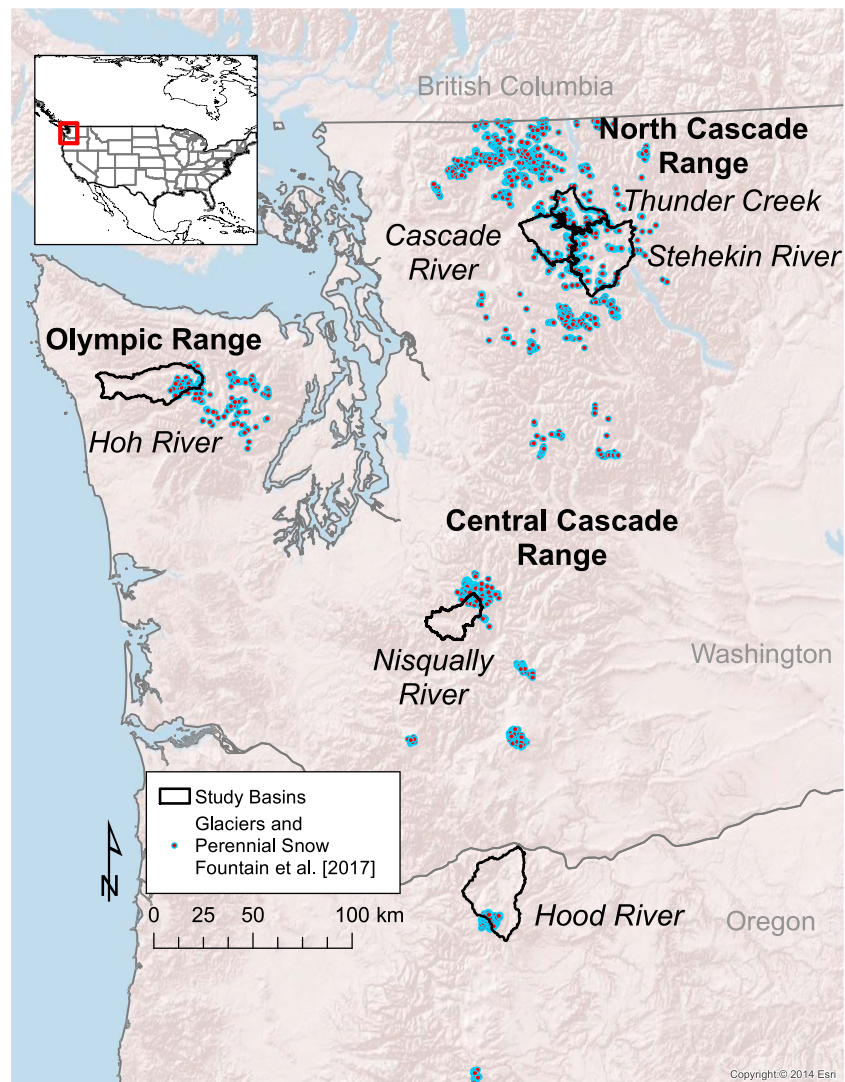 British Columbia
North Cascade
Range
Thunder Creek
Cascade
River
Stehekin River
Olympic Range
Hoh River
Central Cascade
Range
Nisqually
River
Washington
Study Basins
Glaciers and
Perennial Snow
Fountain et al. [2017]
N
0 25 50 100 km
Hood River
Oregon
Copyright:© 2014 Esri